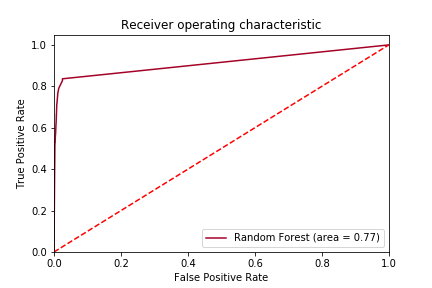 Receiver operating characteristic
True Positive Rate
1.0
0.8
0.6
0.4
0.2
0.0
Random Forest (area = 0.77)
0.0 0.2 0.4 0.6 0.8 1.0
False Positive Rate